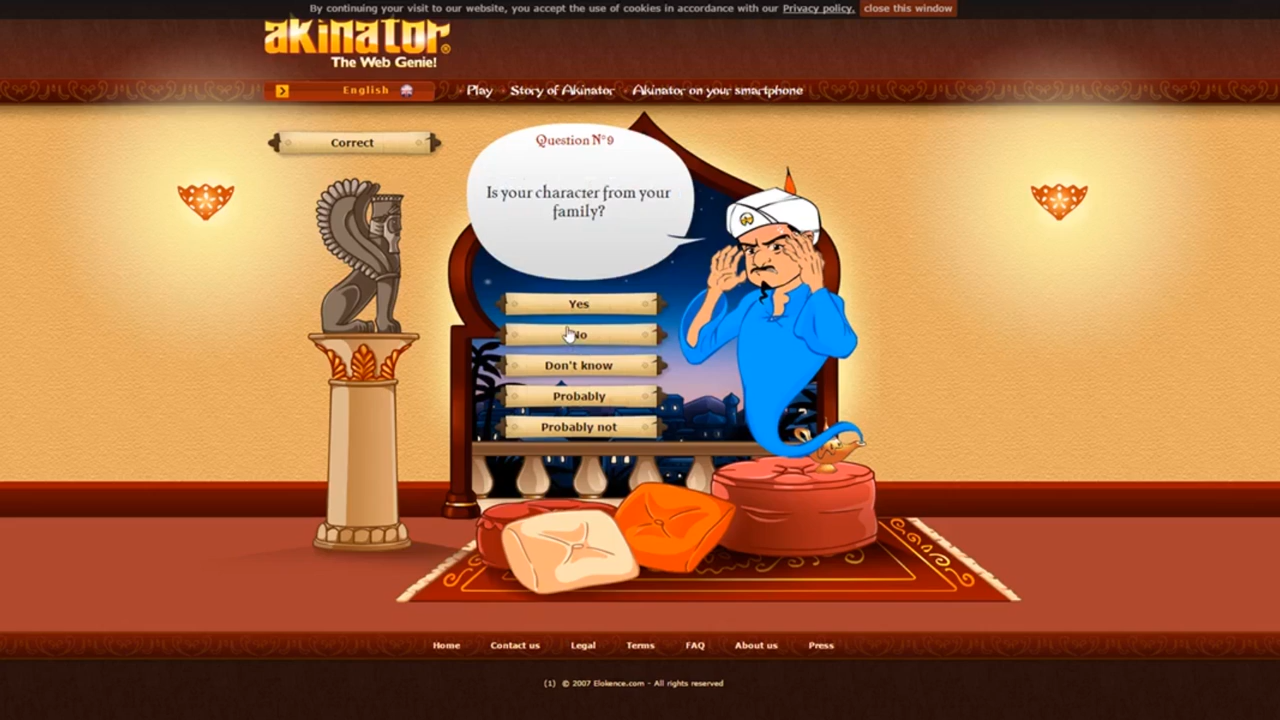 By continuing your visit to our website, you accept the use of cookies in accordance with our Privacy policy. close this window
akinator®
The Web Genie!
English
Play
Story of Akinator
Akinator on your smartphone
Correct
Question N°9
Is your character from your
family?
Yes
No
Don't know
Probably
Probably not
Home
Contact us
Legal
Terms
FAQ
About us
Press
(1) © 2007 Elokence.com - All rights reserved